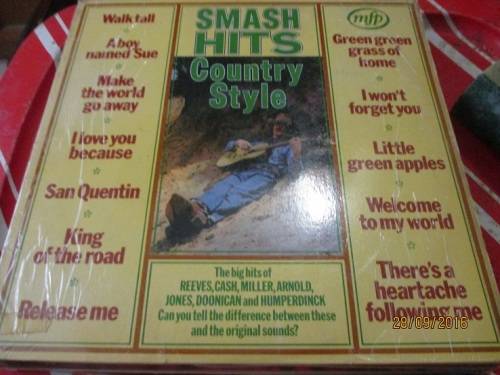 Walk tall
A boy
named Sue
Make
the world
go away
I love you
because
San Quentin
King
of the road
Release me
SMASH
HITS
Country
Style
The big hits of
REEVES, CASH, MILLER, ARNOLD,
JONES, DOONICAN and HUMPERDINCK
Can you tell the difference between these
and the original sounds?
mfp
Green green
grass of
home
I won't
forget you
Little
green apples
Welcome
to my world
There's a
heartache
following me
28/09/2016